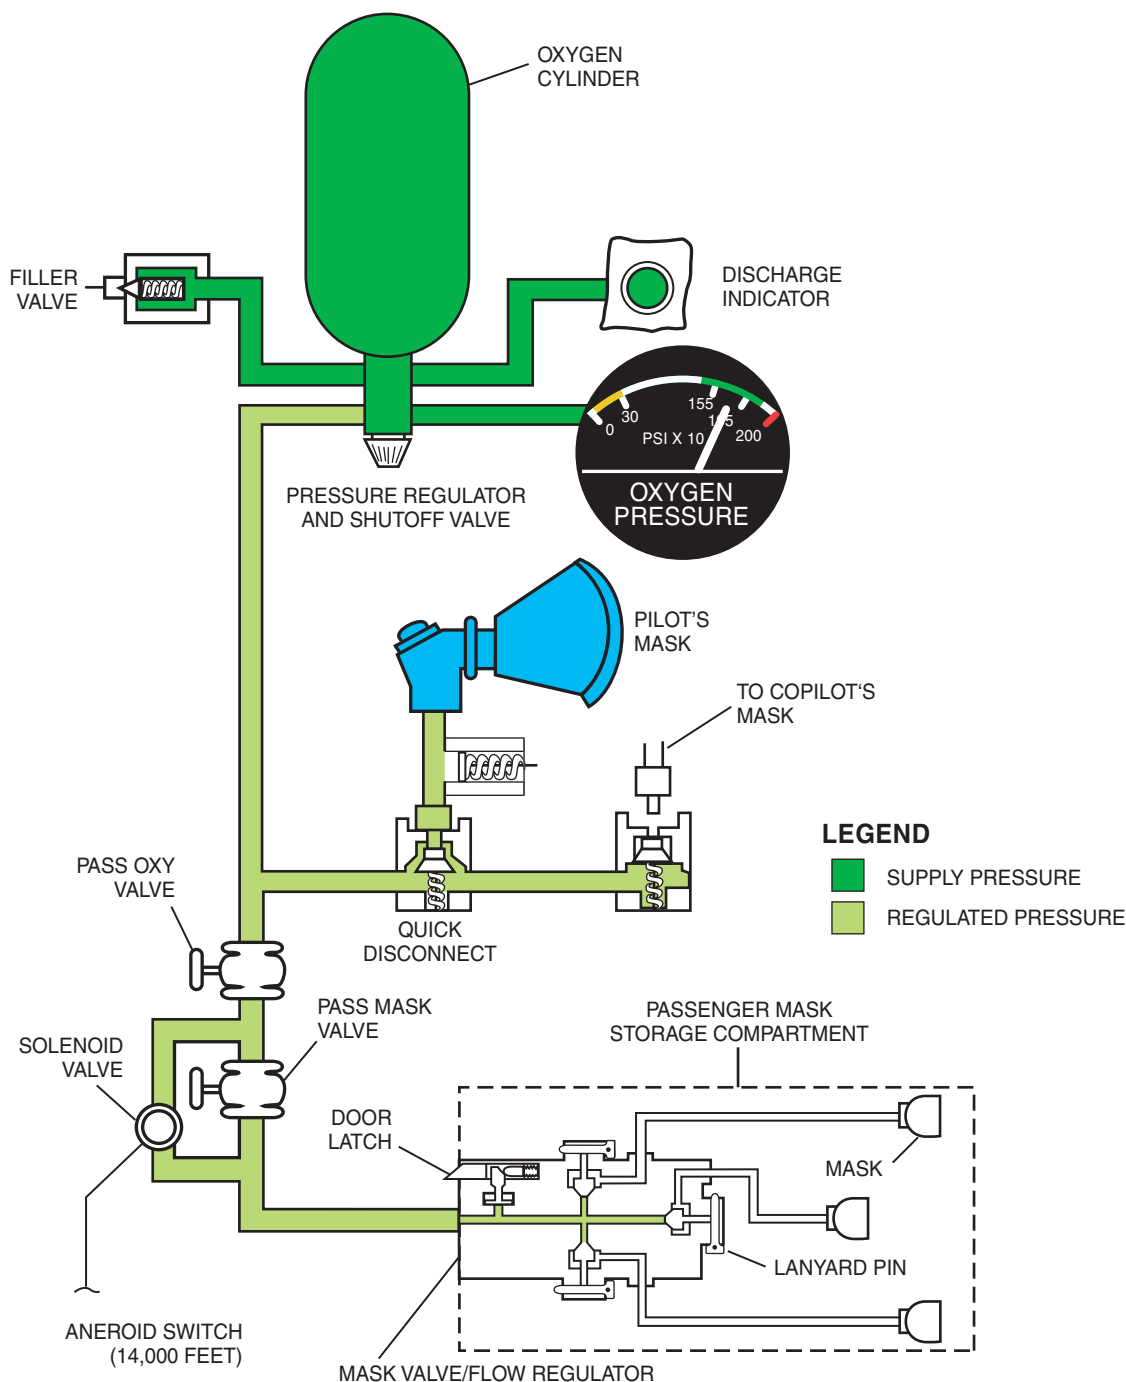 OXYGEN
CYLINDER
FILLER
VALVE
DISCHARGE
INDICATOR
0
30
155
195
200
PSI X 10
OXYGEN
PRESSURE
PRESSURE REGULATOR
AND SHUTOFF VALVE
PILOT'S
MASK
TO COPILOT‘S
MASK
LEGEND
SUPPLY PRESSURE
REGULATED PRESSURE
PASS OXY
VALVE
QUICK
DISCONNECT
PASS MASK
VALVE
PASSENGER MASK
STORAGE COMPARTMENT
SOLENOID
VALVE
DOOR
LATCH
MASK
LANYARD PIN
ANEROID SWITCH
(14,000 FEET)
MASK VALVE/FLOW REGULATOR